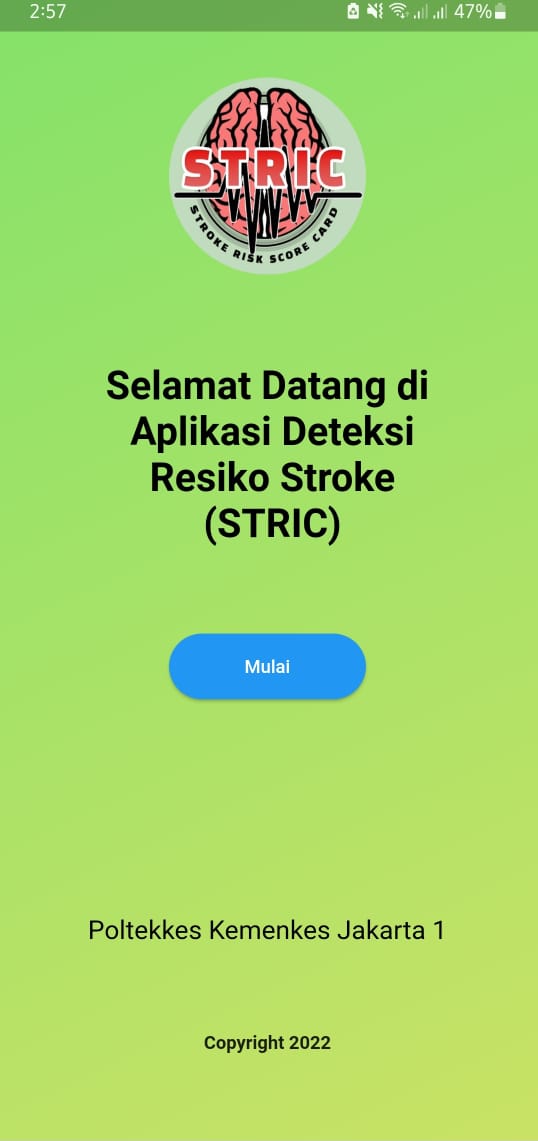 2:57
47%
STRIC
STROKE RISK SCORE CARD
Selamat Datang di
Aplikasi Deteksi
Resiko Stroke
(STRIC)
Mulai
Poltekkes Kemenkes Jakarta 1
Copyright 2022